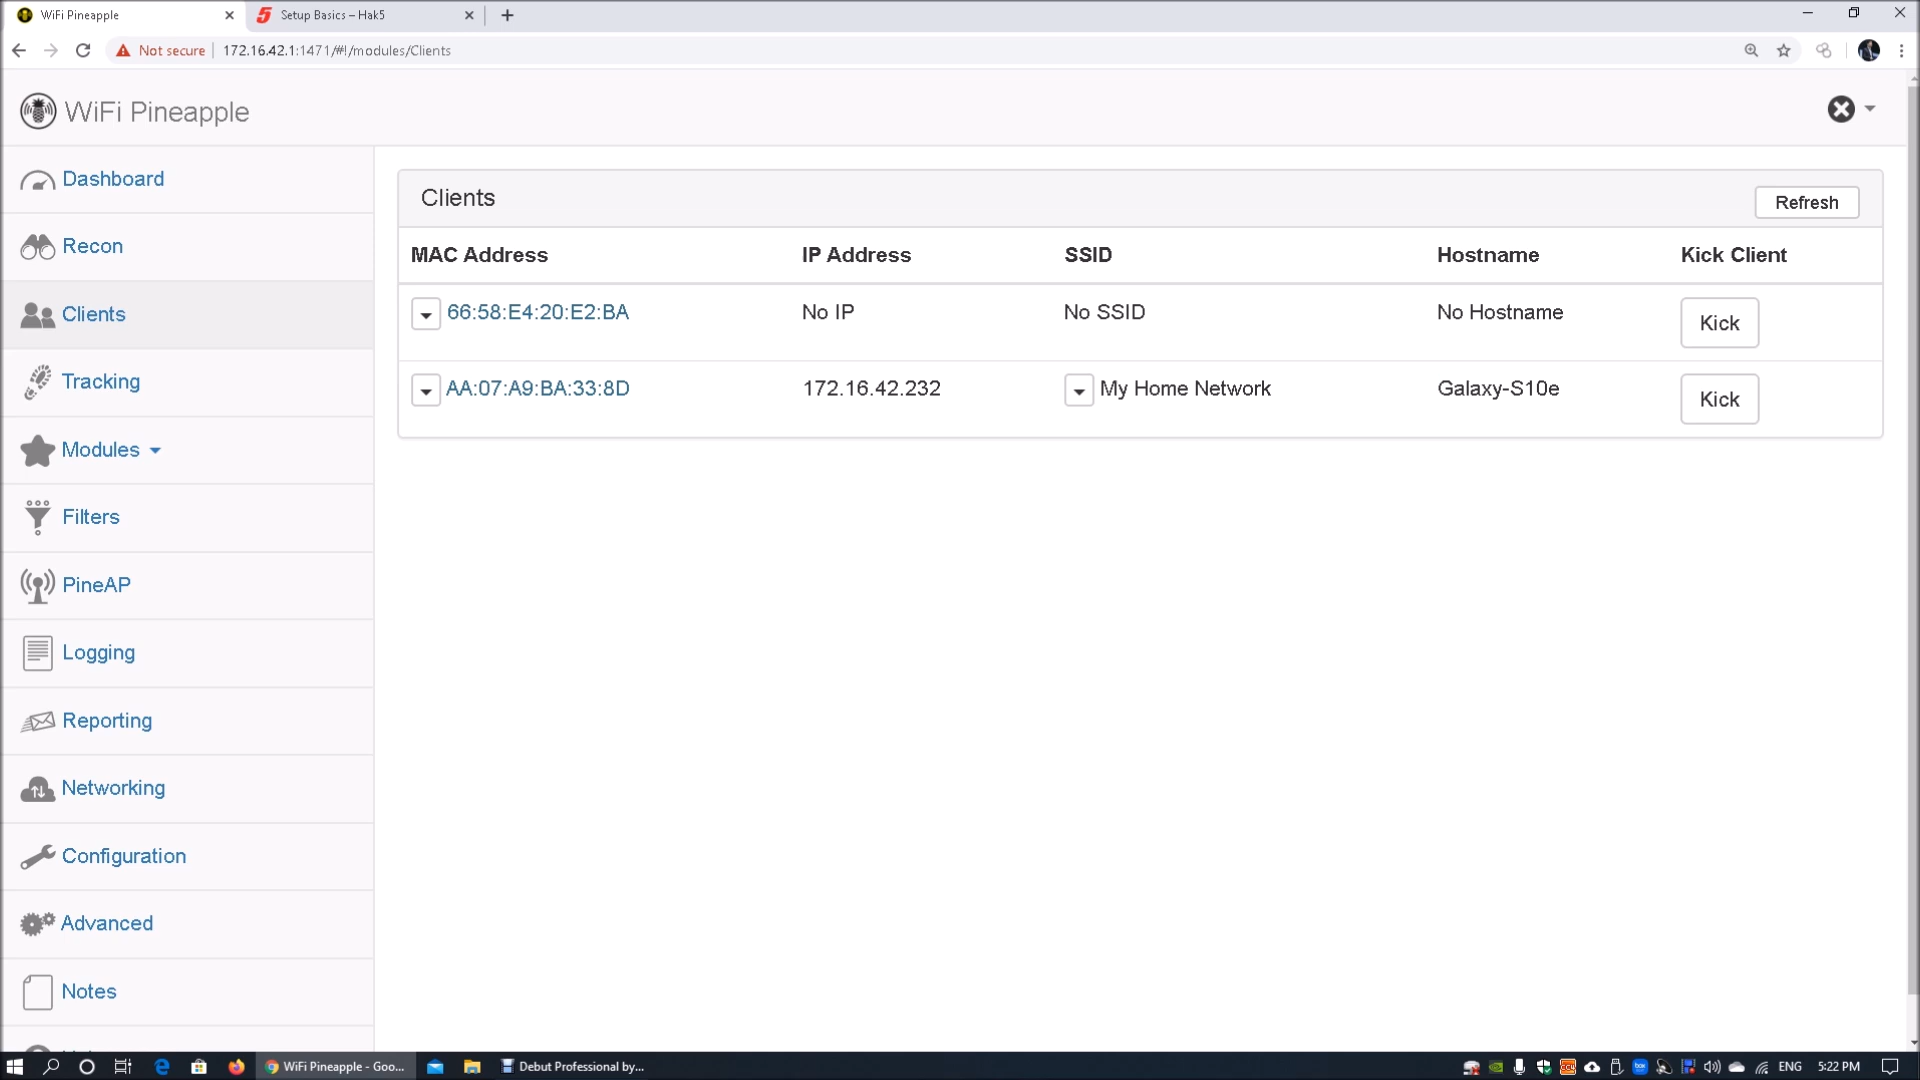 WiFi Pineapple
Setup Basics – Hak5
Not secure
172.16.42.1:1471/#!/modules/Clients
WiFi Pineapple
Dashboard
Recon
Clients
Tracking
Modules
Filters
PineAP
Logging
Reporting
Networking
Configuration
Advanced
Notes
Clients
Refresh
MAC Address IP Address SSID Hostname Kick Client
66:58:E4:20:E2:BA No IP No SSID No Hostname Kick
AA:07:A9:BA:33:8D 172.16.42.232 My Home Network Galaxy-S10e Kick
WiFi Pineapple - Goo...
Debut Professional by...
ENG
5:22 PM